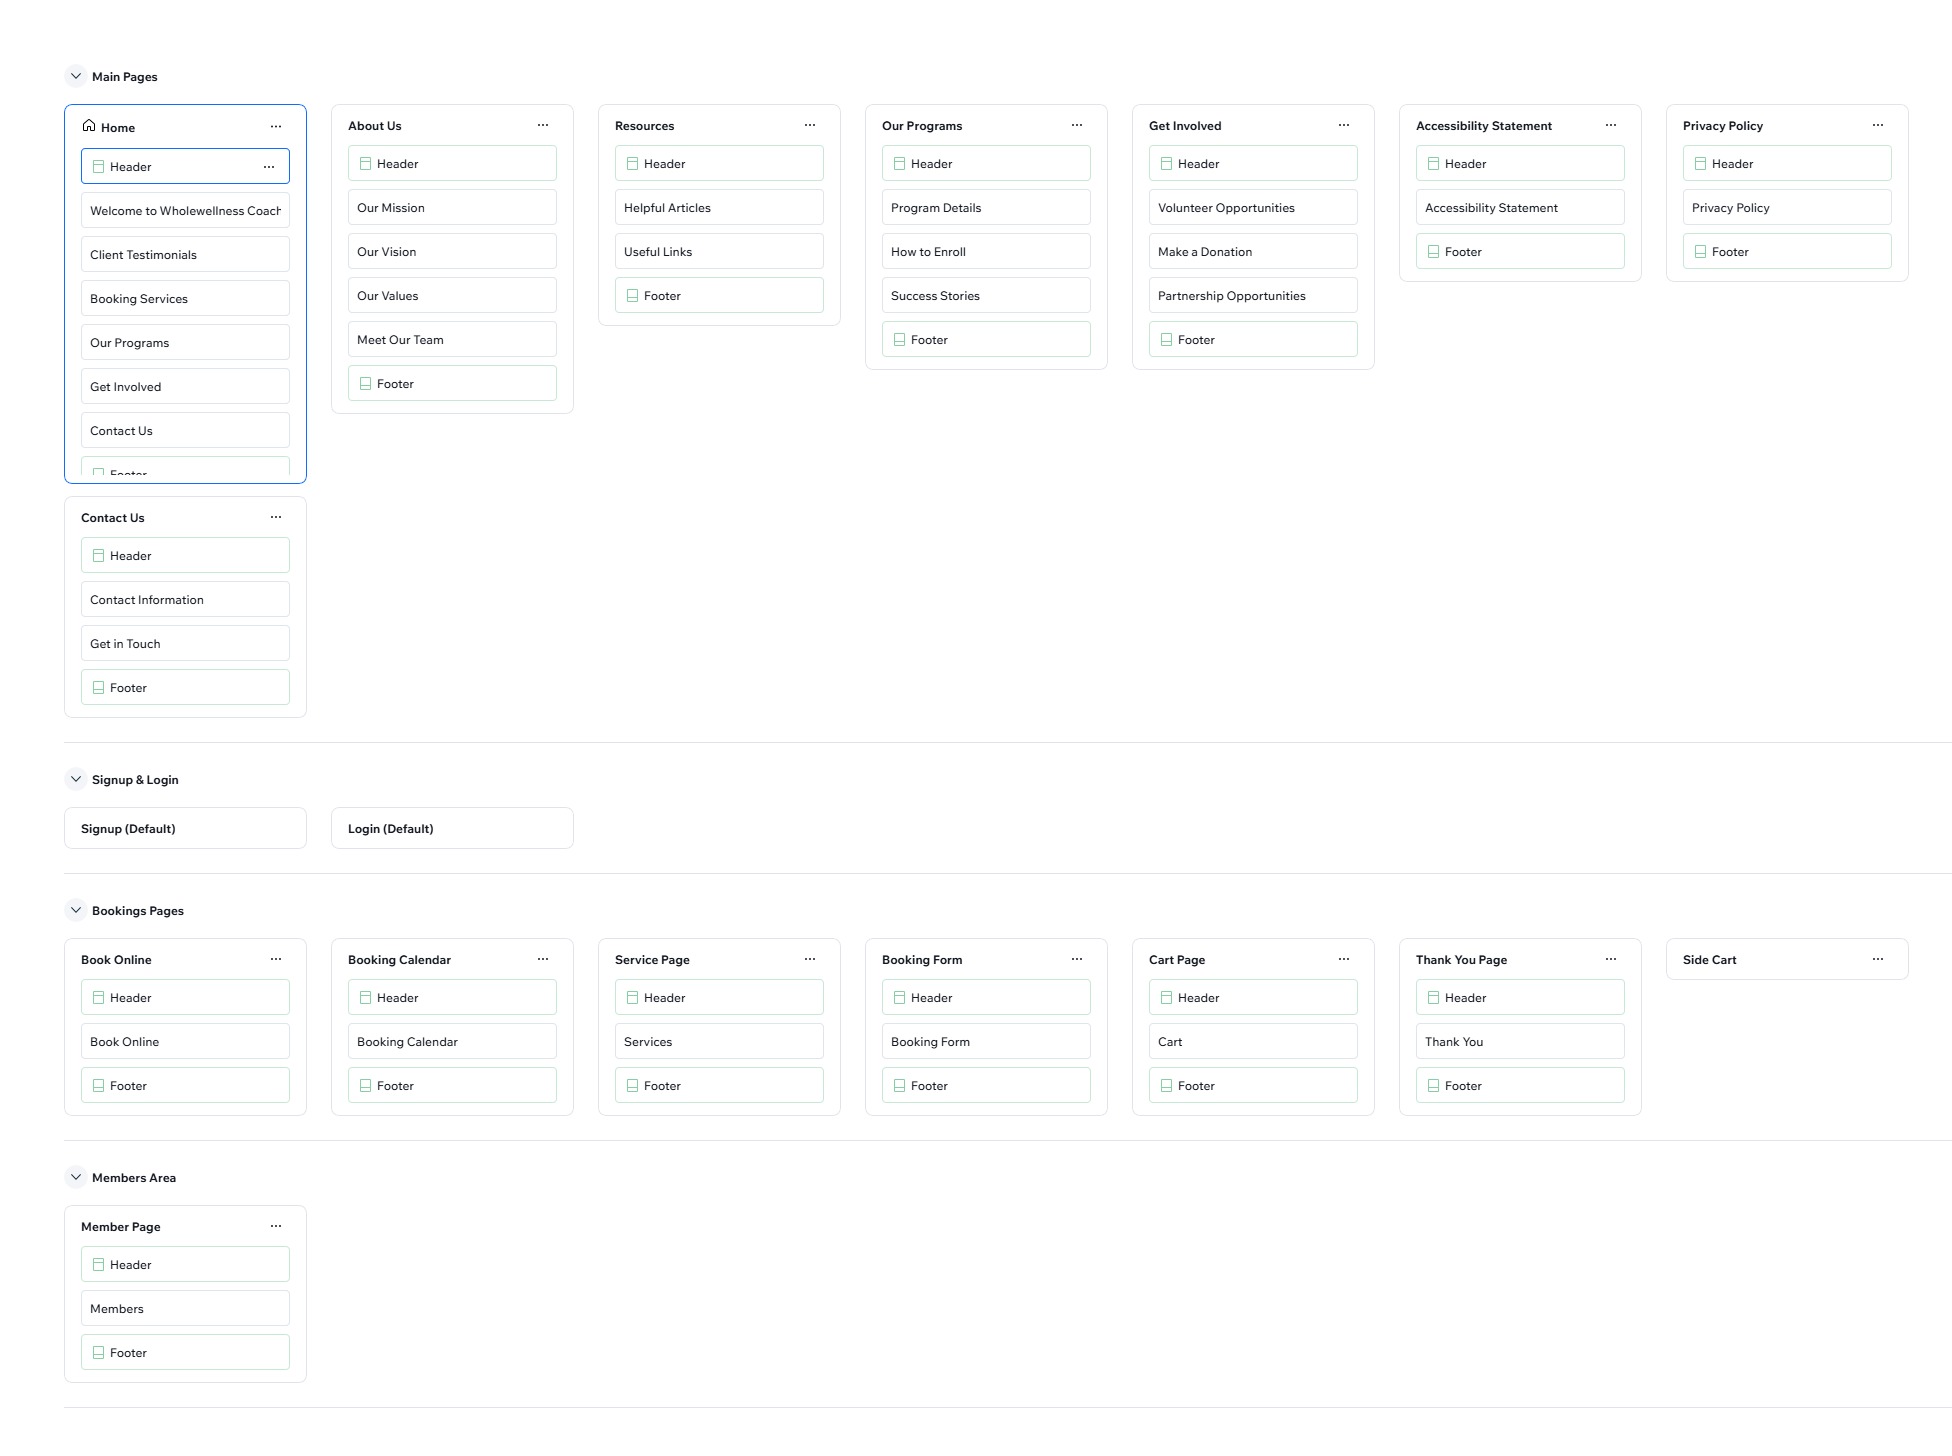 Main Pages
Home
Header
Welcome to Wholewellness Coach
Client Testimonials
Booking Services
Our Programs
Get Involved
Contact Us
Footer
About Us
Header
Our Mission
Our Vision
Our Values
Meet Our Team
Footer
Resources
Header
Helpful Articles
Useful Links
Footer
Our Programs
Header
Program Details
How to Enroll
Success Stories
Footer
Get Involved
Header
Volunteer Opportunities
Make a Donation
Partnership Opportunities
Footer
Accessibility Statement
Header
Accessibility Statement
Footer
Privacy Policy
Header
Privacy Policy
Footer
Contact Us
Header
Contact Information
Get in Touch
Footer
Signup & Login
Signup (Default)
Login (Default)
Bookings Pages
Book Online
Header
Book Online
Footer
Booking Calendar
Header
Booking Calendar
Footer
Service Page
Header
Services
Footer
Booking Form
Header
Booking Form
Footer
Cart Page
Header
Cart
Footer
Thank You Page
Header
Thank You
Footer
Side Cart
Members Area
Member Page
Header
Members
Footer